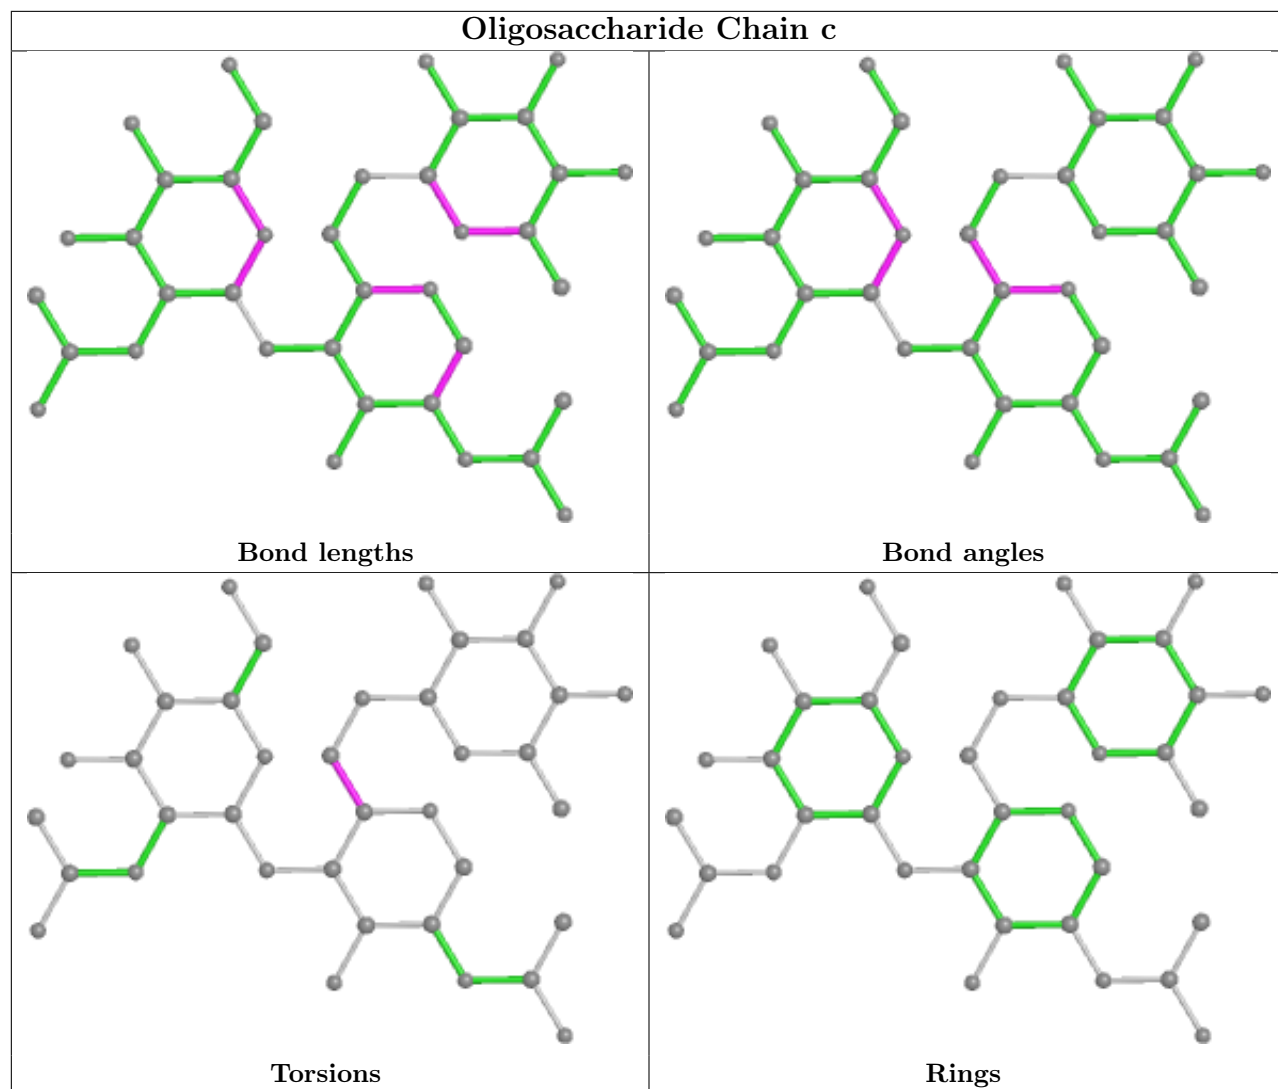 Oligosaccharide Chain c
Bond lengths
Bond angles
Torsions
Rings